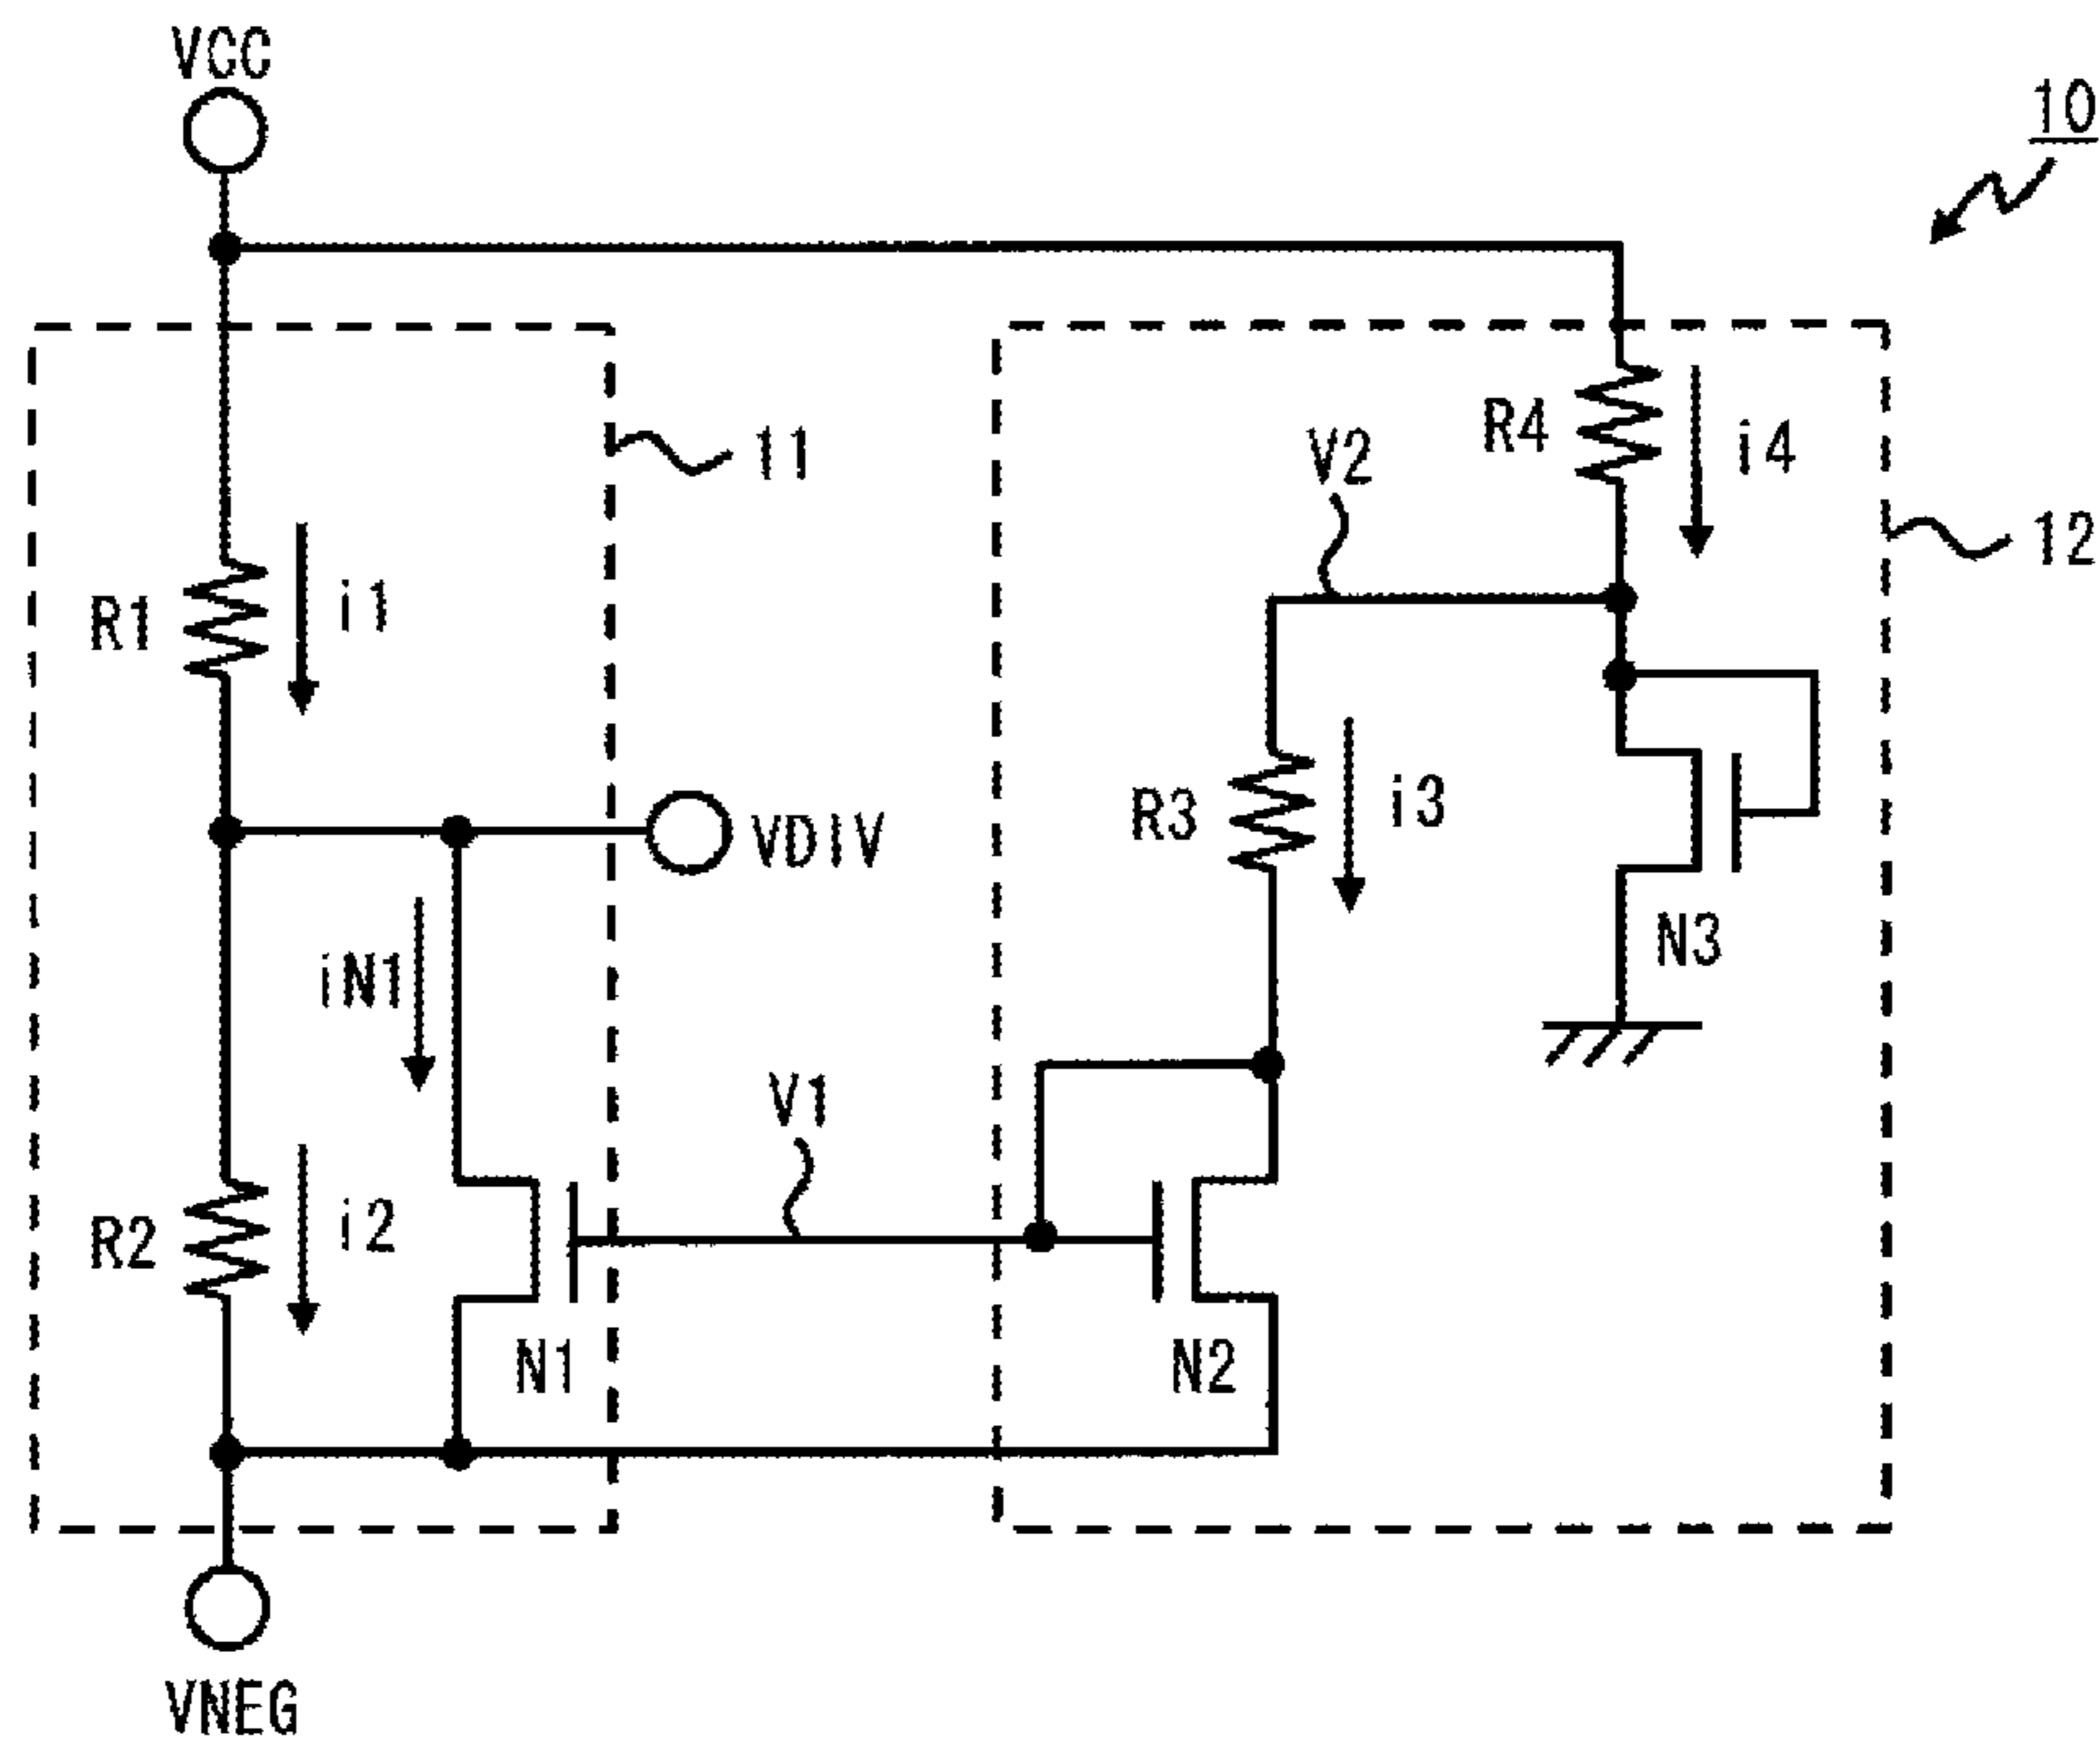 VCC
10
11
R4
i4
V2
12
R1
i1
R3
i3
VDIV
iN1
N3
V1
R2
i2
N1
N2
VNEG